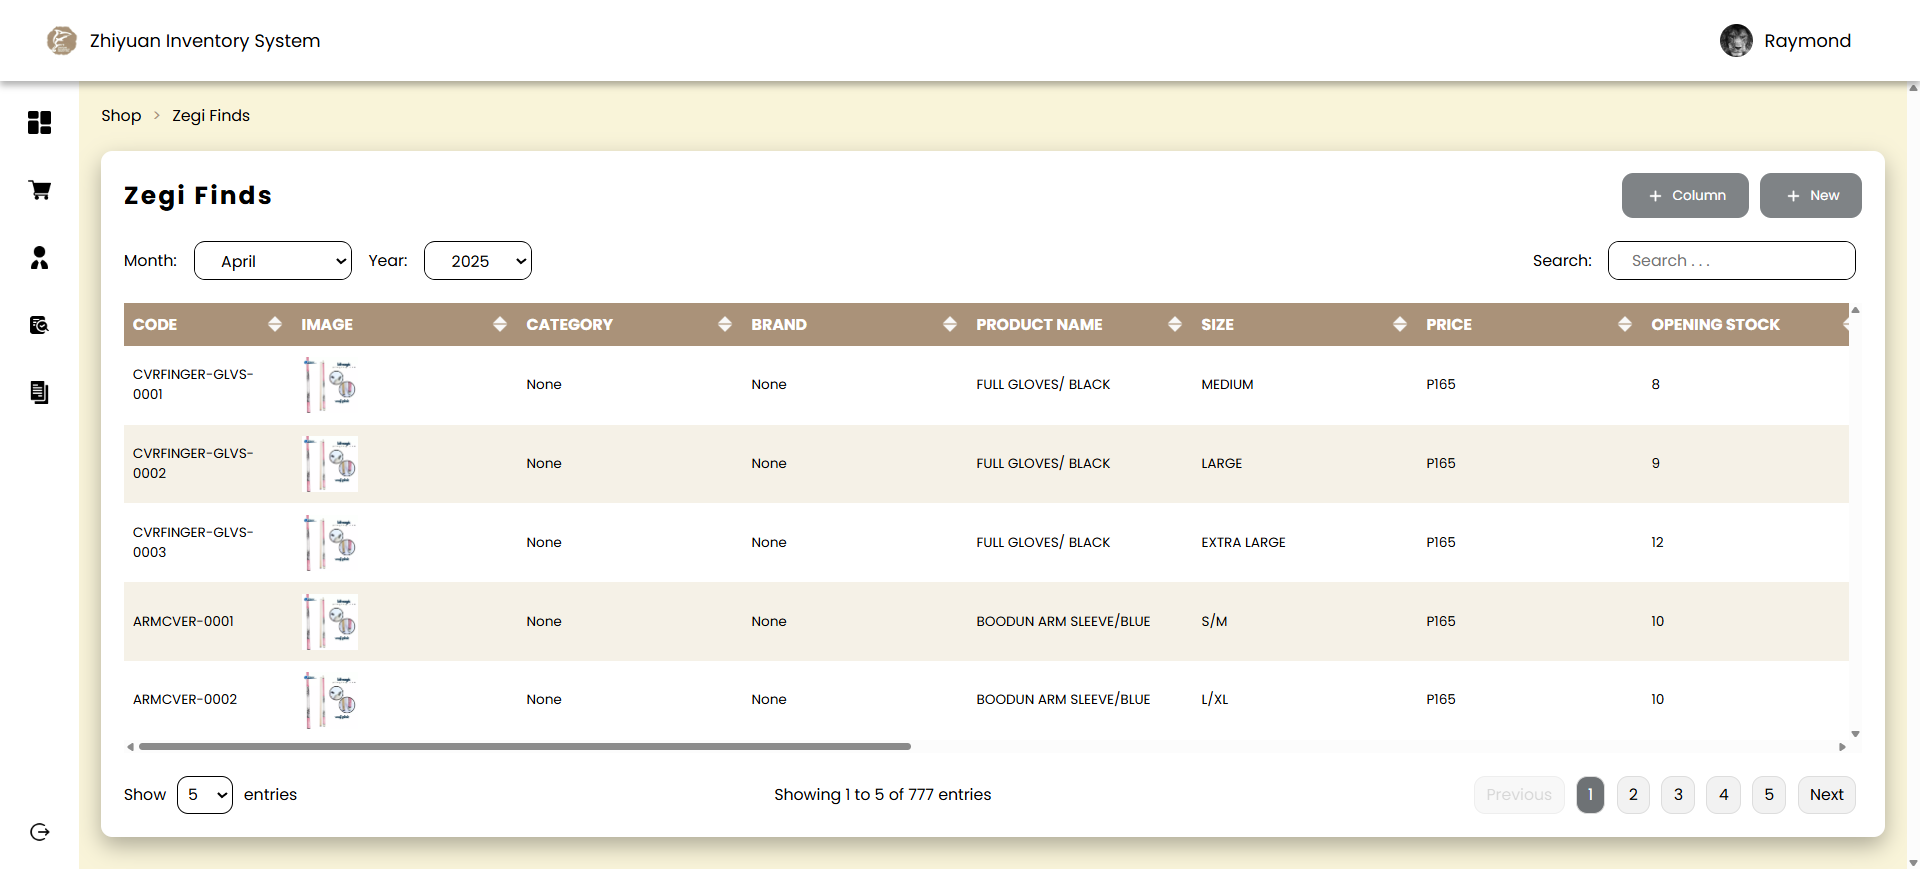 Zhiyuan Inventory System
Raymond
Shop > Zegi Finds
Zegi Finds
+ Column
+ New
Month: April Year: 2025
Search: Search . . .
CODE IMAGE CATEGORY BRAND PRODUCT NAME SIZE PRICE OPENING STOCK
CVRFINGER-GLVS-
0001
None None FULL GLOVES/ BLACK MEDIUM P165 8
CVRFINGER-GLVS-
0002
None None FULL GLOVES/ BLACK LARGE P165 9
CVRFINGER-GLVS-
0003
None None FULL GLOVES/ BLACK EXTRA LARGE P165 12
ARMCVER-0001 None None BOODUN ARM SLEEVE/BLUE S/M P165 10
ARMCVER-0002 None None BOODUN ARM SLEEVE/BLUE L/XL P165 10
Show 5 entries
Showing 1 to 5 of 777 entries
Previous 1 2 3 4 5 Next